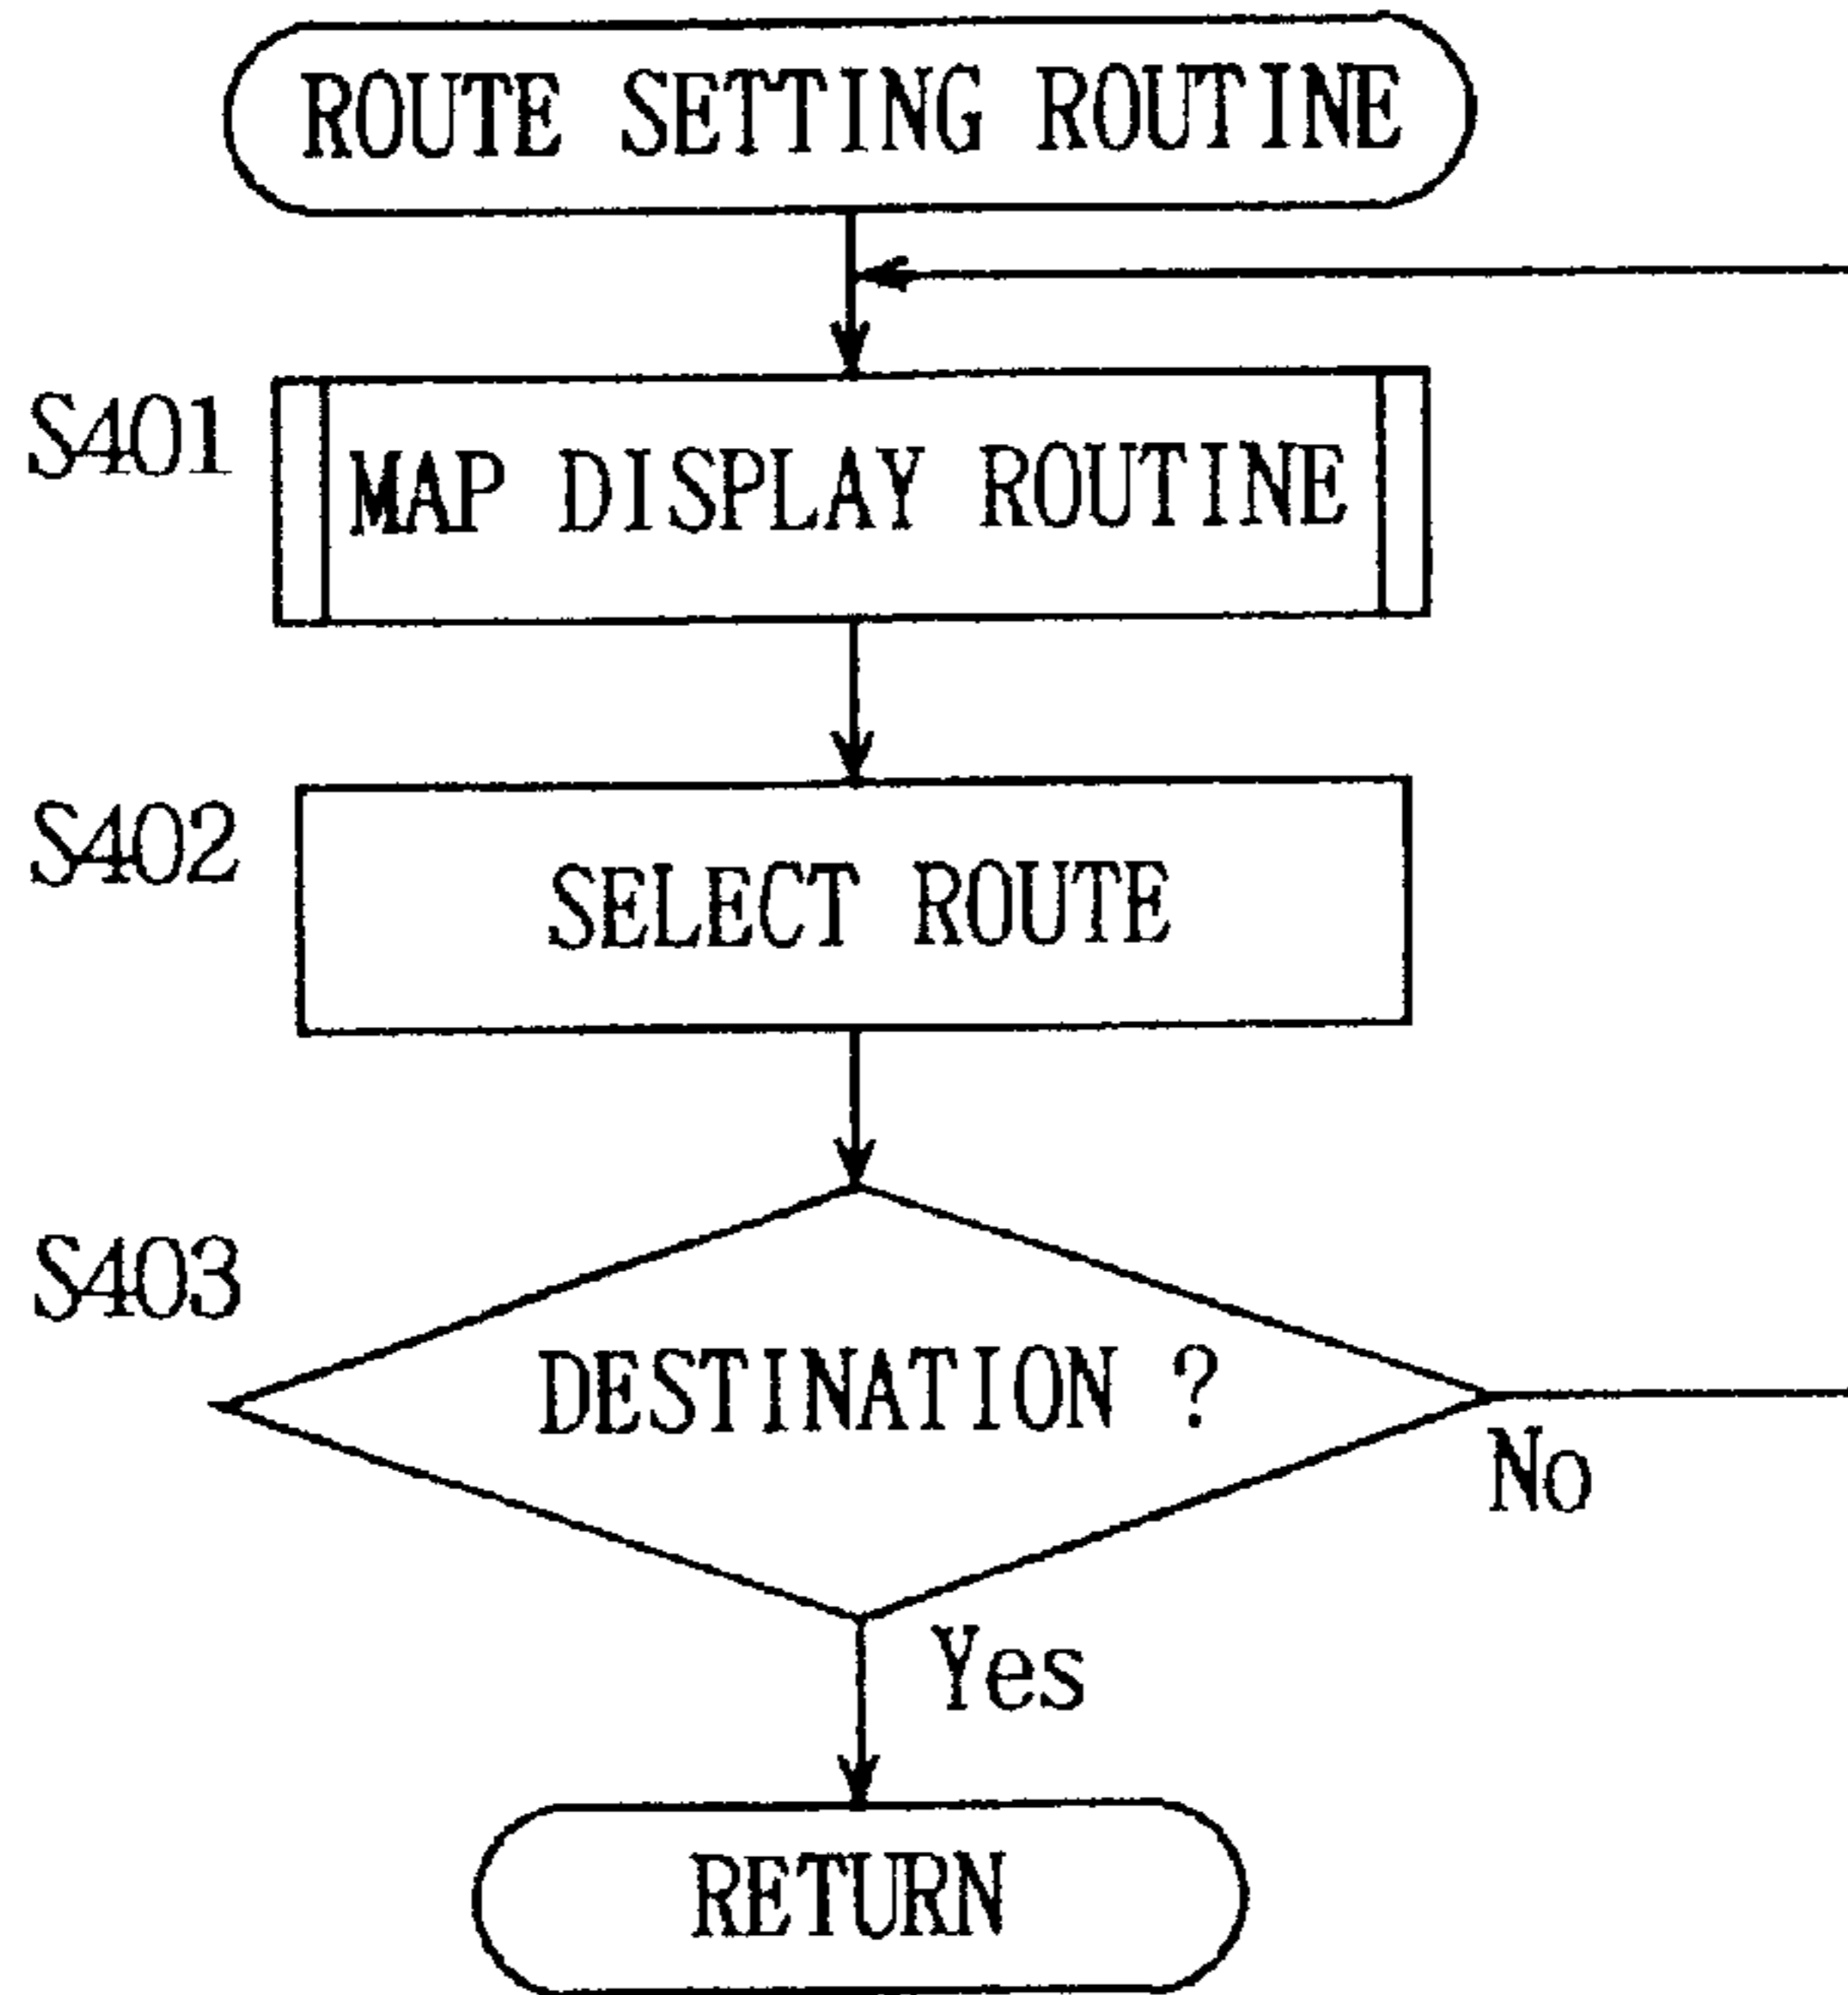 ROUTE SETTING ROUTINE
S401
MAP DISPLAY ROUTINE
S402
SELECT ROUTE
S403
DESTINATION ?
No
Yes
RETURN